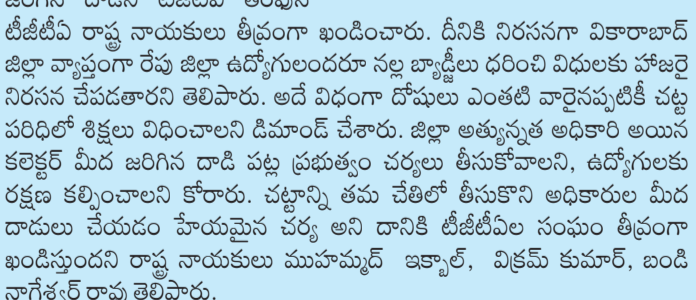 జరిగిన దాడిని టీజీటీఏ తరఫున
టీజీటీఏ రాష్ట్ర నాయకులు తీవ్రంగా ఖండించారు. దీనికి నిరసనగా వికారాబాద్
జిల్లా వ్యాప్తంగా రేపు జిల్లా ఉద్యోగులందరూ నల్ల బ్యాడ్జీలు ధరించి విధులకు హాజరై
నిరసన చేపడతారని తెలిపారు. అదే విధంగా దోషులు ఎంతటి వారైనప్పటికీ చట్ట
పరిధిలో శిక్షలు విధించాలని డిమాండ్ చేశారు. జిల్లా అత్యున్నత అధికారి అయిన
కలెక్టర్ మీద జరిగిన దాడి పట్ల ప్రభుత్వం చర్యలు తీసుకోవాలని, ఉద్యోగులకు
రక్షణ కల్పించాలని కోరారు. చట్టాన్ని తమ చేతిలో తీసుకొని అధికారుల మీద
దాడులు చేయడం హేయమైన చర్య అని దానికి టీజీటీఏల సంఘం తీవ్రంగా
ఖండిస్తుందని రాష్ట్ర నాయకులు ముహమ్మద్ ఇక్బాల్, విక్రమ్ కుమార్, బండి
నాగేశ్వర్ రావు తెలిపారు.